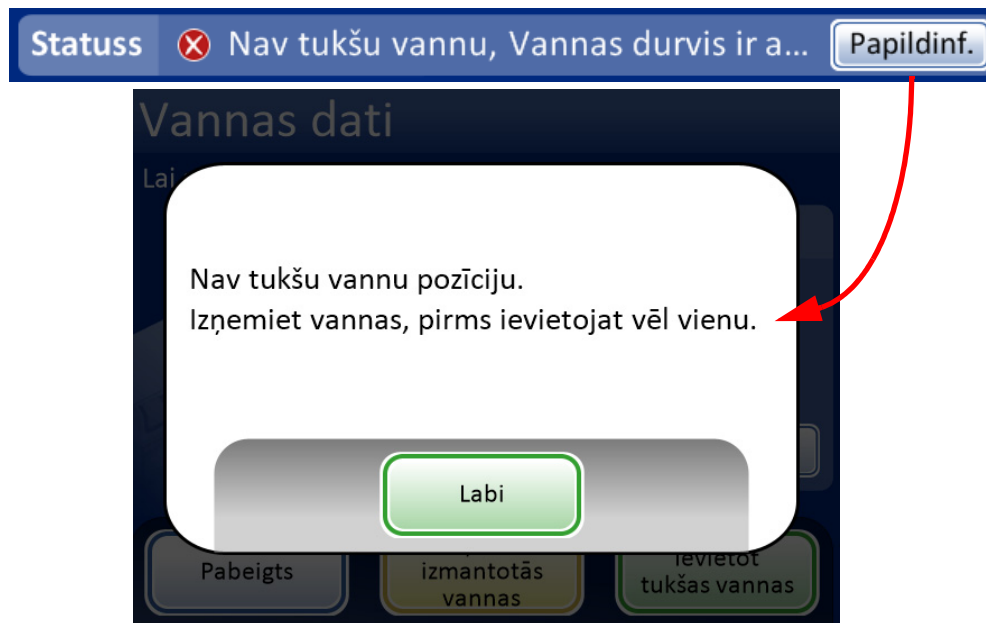 Statuss Nav tukšu vannu, Vannas durvis ir a... Papildinf.
Vannas dati
Lai
Nav tukšu vannu pozīciju.
Izņemiet vannas, pirms ievietojat vēl vienu.
Labi
Pabeigts
izmantotās
vannas
Ievietot
tukšas vannas